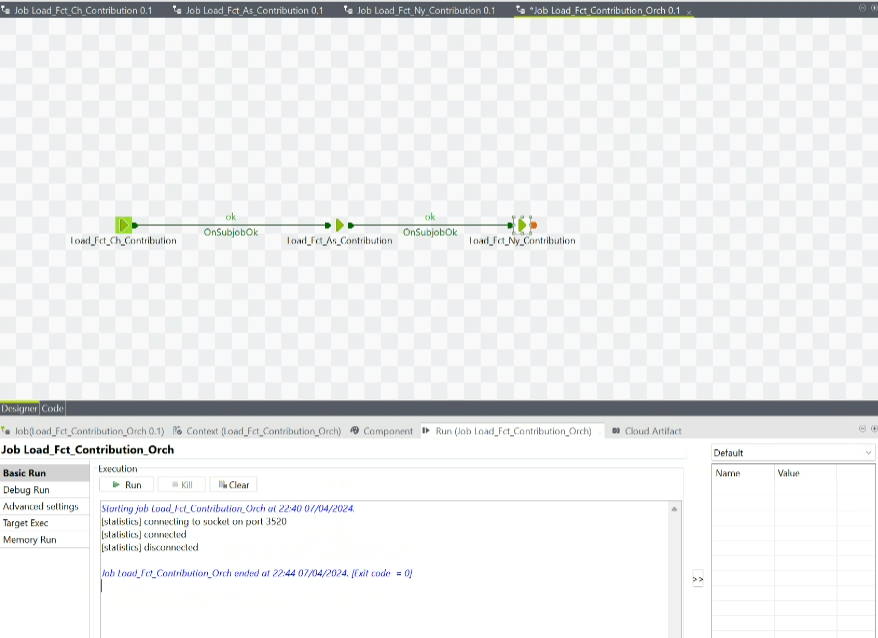 Job Load_Fct_Ch_Contribution 0.1 Job Load_Fct_As_Contribution 0.1 Job Load_Fct_Ny_Contribution 0.1 *Job Load_Fct_Contribution_Orch 0.1
ok ok
OnSubjobOk OnSubjobOk
Load_Fct_Ch_Contribution Load_Fct_As_Contribution Load_Fct_Ny_Contribution
Designer Code
Job(Load_Fct_Contribution_Orch 0.1) Context (Load_Fct_Contribution_Orch) Component Run (Job Load_Fct_Contribution_Orch) Cloud Artifact
Job Load_Fct_Contribution_Orch
Basic Run
Debug Run
Advanced settings
Target Exec
Memory Run
Execution
Run Kill Clear
Starting job Load_Fct_Contribution_Orch at 22:40 07/04/2024.
[statistics] connecting to socket on port 3520
[statistics] connected
[statistics] disconnected
Job Load_Fct_Contribution_Orch ended at 22:44 07/04/2024. [Exit code = 0]
>>
Default
Name Value